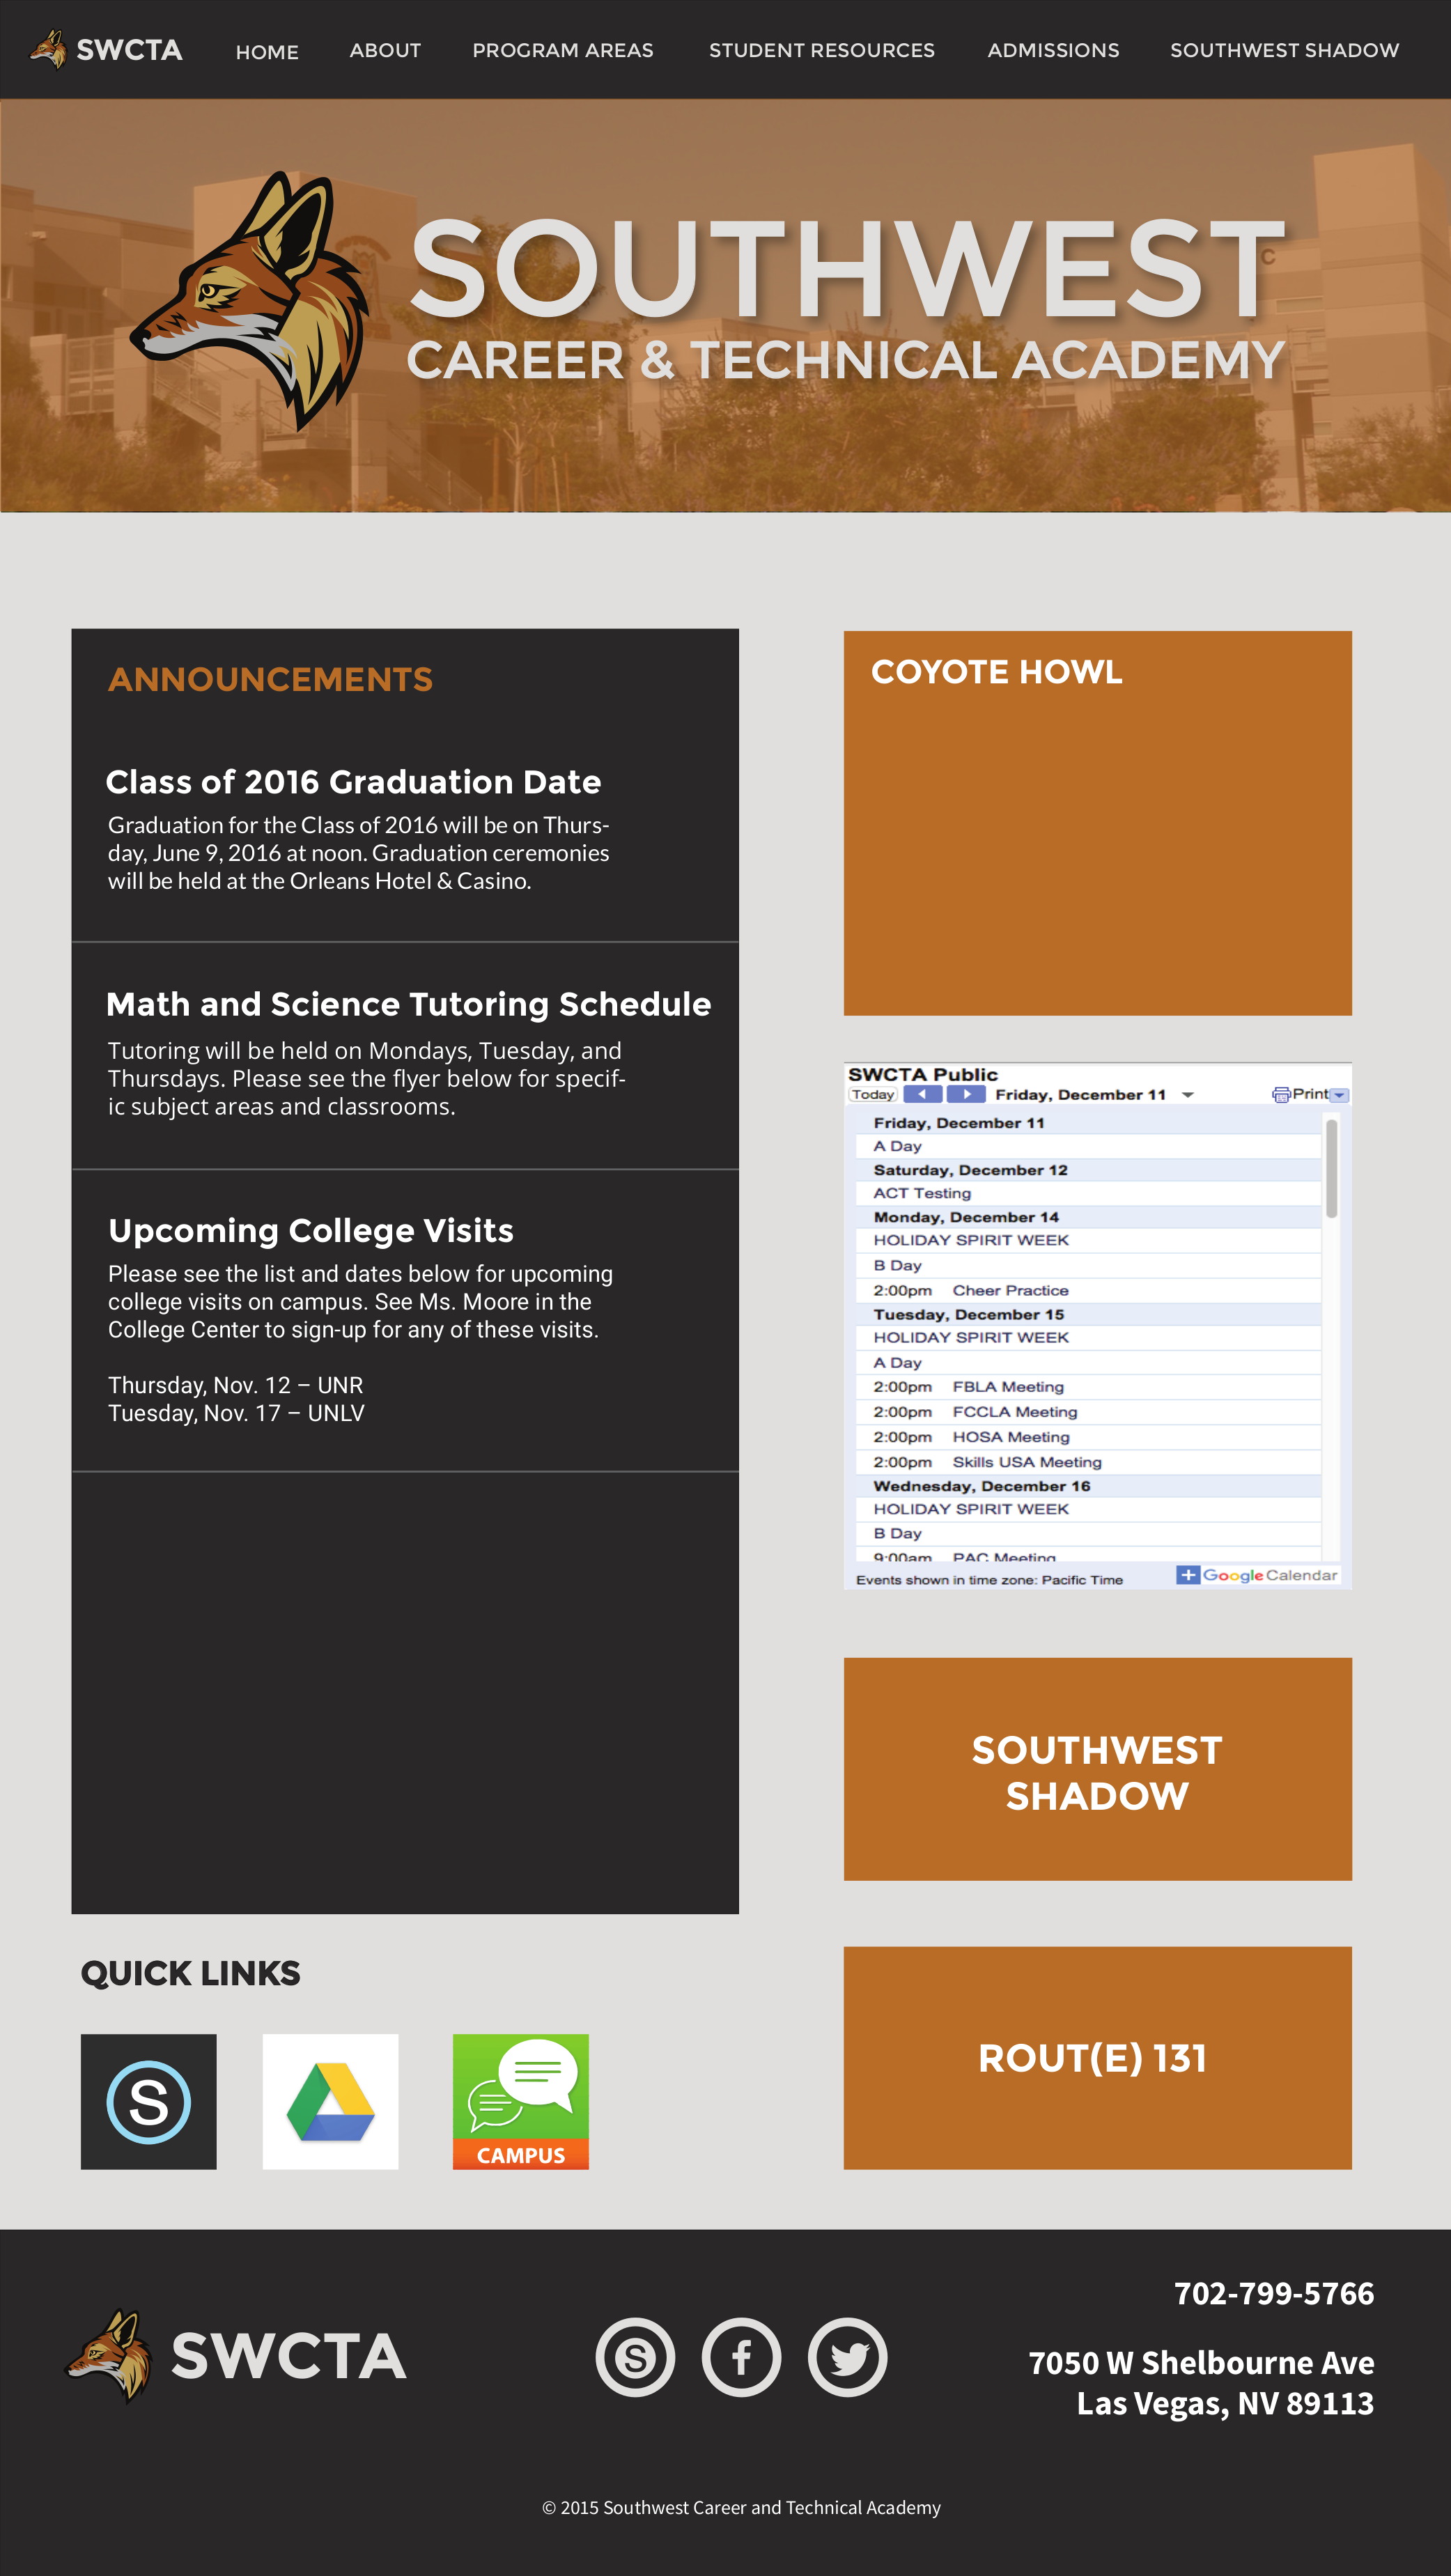 SWCTA
HOME
ABOUT
PROGRAM AREAS
STUDENT RESOURCES
ADMISSIONS
SOUTHWEST SHADOW
SOUTHWEST
CAREER & TECHNICAL ACADEMY
ANNOUNCEMENTS
Class of 2016 Graduation Date
Graduation for the Class of 2016 will be on Thurs-
day, June 9, 2016 at noon. Graduation ceremonies
will be held at the Orleans Hotel & Casino.
Math and Science Tutoring Schedule
Tutoring will be held on Mondays, Tuesday, and
Thursdays. Please see the flyer below for specif-
ic subject areas and classrooms.
Upcoming College Visits
Please see the list and dates below for upcoming
college visits on campus. See Ms. Moore in the
College Center to sign-up for any of these visits.
Thursday, Nov. 12 – UNR
Tuesday, Nov. 17 – UNLV
COYOTE HOWL
SWCTA Public
Today Friday, December 11 Print
Friday, December 11
A Day
Saturday, December 12
ACT Testing
Monday, December 14
HOLIDAY SPIRIT WEEK
B Day
2:00pm Cheer Practice
Tuesday, December 15
HOLIDAY SPIRIT WEEK
A Day
2:00pm FBLA Meeting
2:00pm FCCLA Meeting
2:00pm HOSA Meeting
2:00pm Skills USA Meeting
Wednesday, December 16
HOLIDAY SPIRIT WEEK
B Day
9:00am PAC Meeting
Events shown in time zone: Pacific Time
+ Google Calendar
SOUTHWEST
SHADOW
ROUT(E) 131
QUICK LINKS
S
CAMPUS
SWCTA
S
f
702-799-5766
7050 W Shelbourne Ave
Las Vegas, NV 89113
© 2015 Southwest Career and Technical Academy